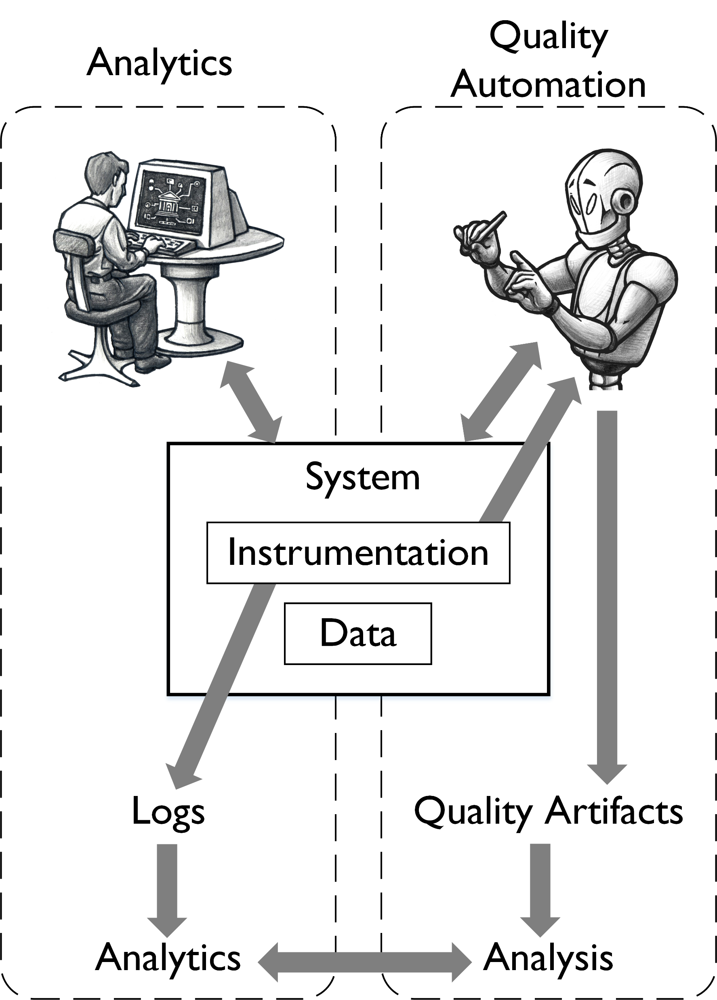 Analytics
Quality
Automation
System
Instrumentation
Data
Logs
Quality Artifacts
Analytics
Analysis